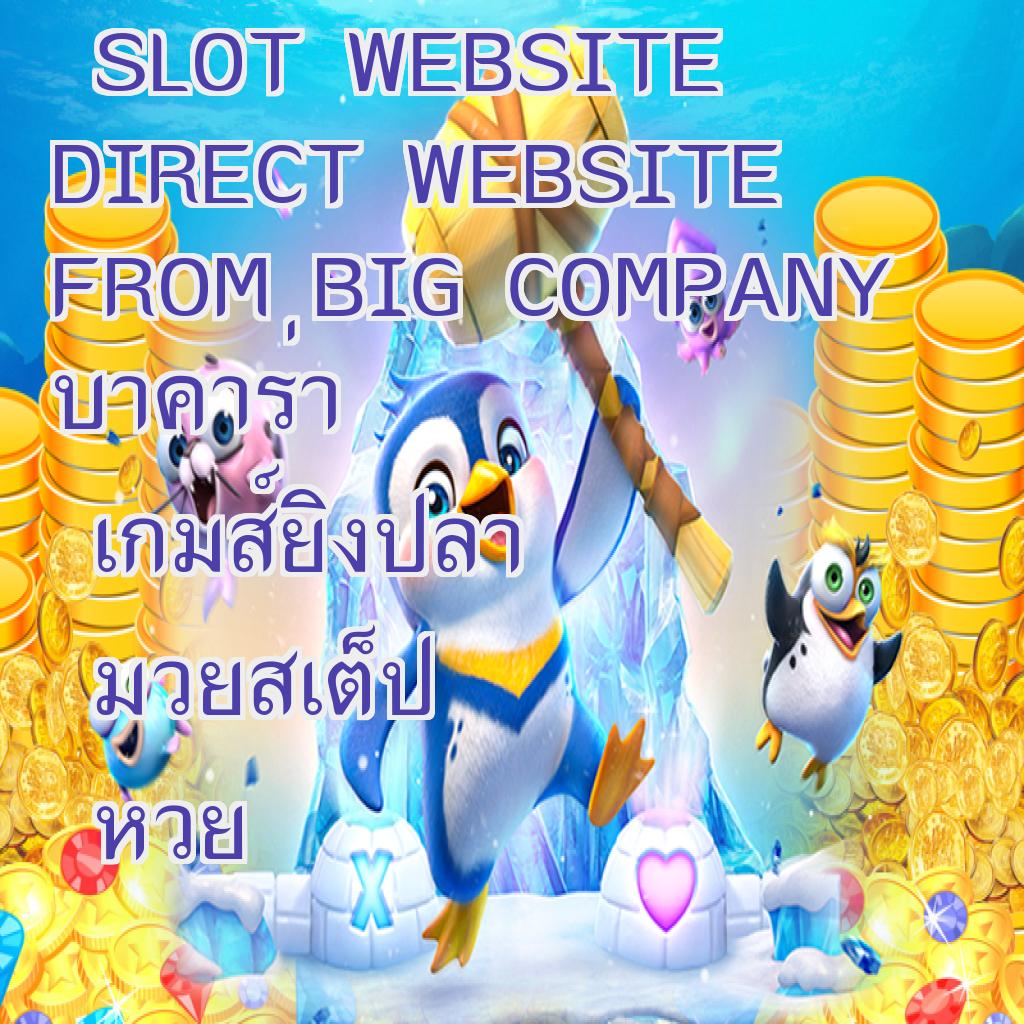 SLOT WEBSITE
DIRECT WEBSITE
FROM BIG COMPANY
บาคาร่า
เกมส์ยิงปลา
มวยสเต็ป
หวย
X